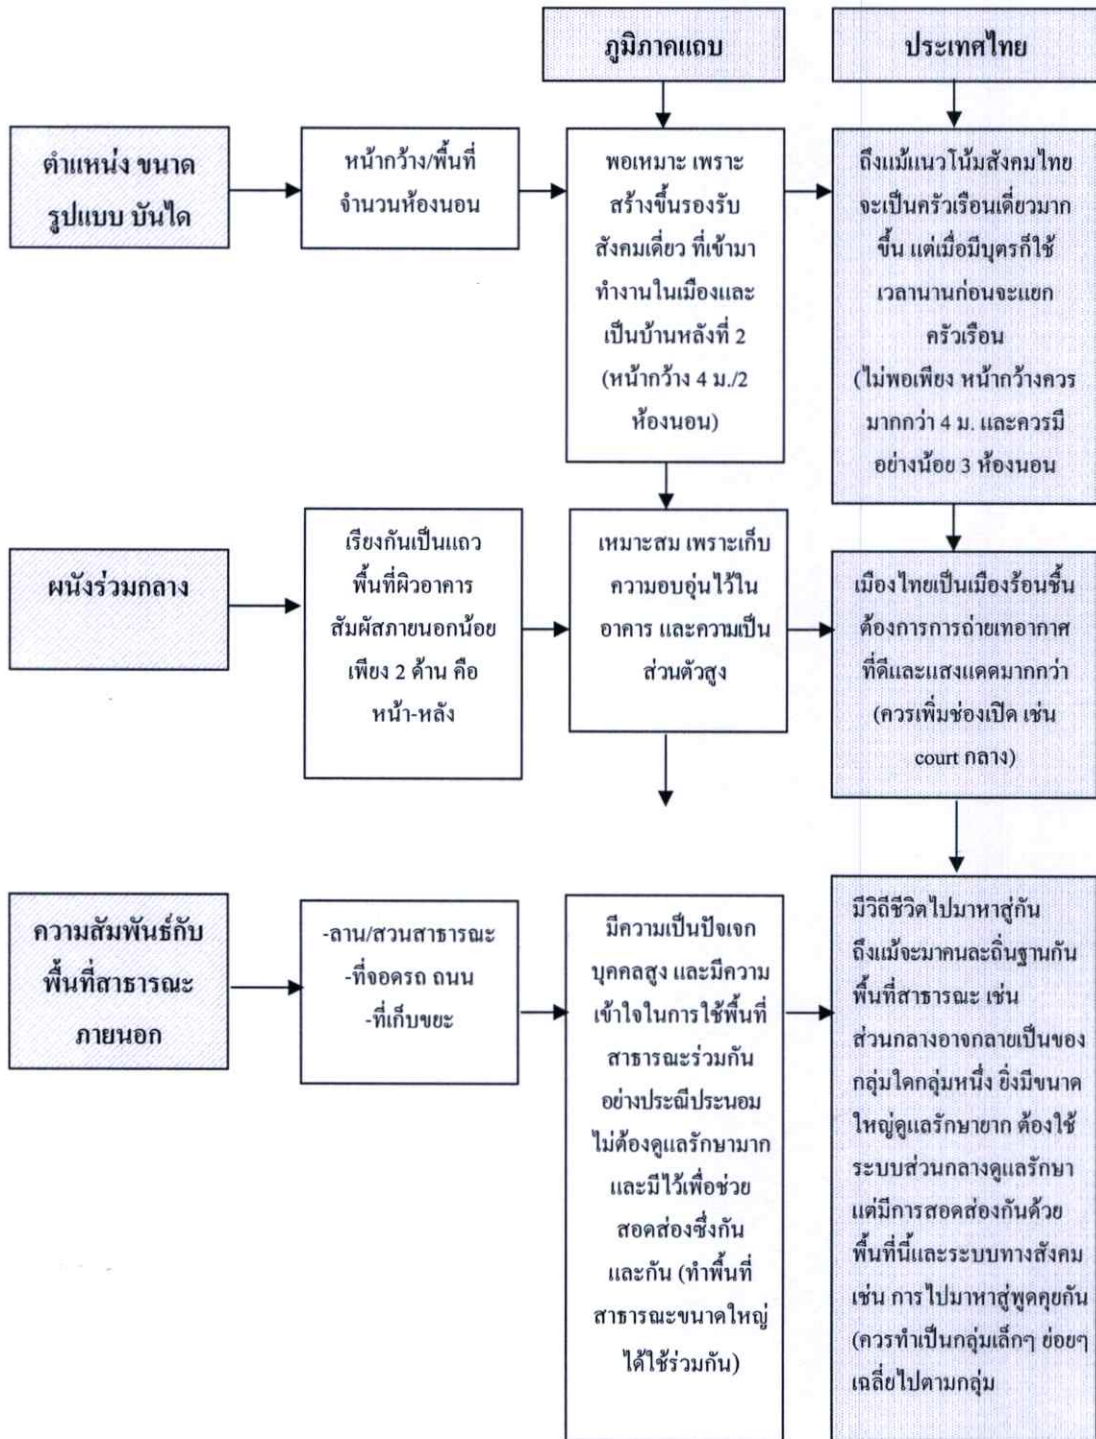 ภูมิภาคแถบ
ประเทศไทย
ตำแหน่ง ขนาด
รูปแบบ บันได
หน้ากว้าง/พื้นที่
จำนวนห้องนอน
พอเหมาะ เพราะ
สร้างขึ้นรองรับ
สังคมเดี่ยว ที่เข้ามา
ทำงานในเมืองและ
เป็นบ้านหลังที่ 2
(หน้ากว้าง 4 ม./2
ห้องนอน)
ถึงแม้แนวโน้มสังคมไทย
จะเป็นครัวเรือนเดี่ยวมาก
ขึ้น แต่เมื่อมีบุตรก็ใช้
เวลานานก่อนจะแยก
ครัวเรือน
(ไม่พอเพียง หน้ากว้างควร
มากกว่า 4 ม. และควรมี
อย่างน้อย 3 ห้องนอน
ผนังร่วมกลาง
เรียงกันเป็นแถว
พื้นที่ผิวอาคาร
สัมผัสภายนอกน้อย
เพียง 2 ด้าน คือ
หน้า-หลัง
เหมาะสม เพราะเก็บ
ความอบอุ่นไว้ใน
อาคาร และความเป็น
ส่วนตัวสูง
เมืองไทยเป็นเมืองร้อนชื้น
ต้องการการถ่ายเทอากาศ
ที่ดีและแสงแดดมากกว่า
(ควรเพิ่มช่องเปิด เช่น
court กลาง)
ความสัมพันธ์กับ
พื้นที่สาธารณะ
ภายนอก
-ลาน/สวนสาธารณะ
-ที่จอดรถ ถนน
-ที่เก็บขยะ
มีความเป็นปัจเจก
บุคคลสูง และมีความ
เข้าใจในการใช้พื้นที่
สาธารณะร่วมกัน
อย่างประณีประนอม
ไม่ต้องดูแลรักษามาก
และมีไว้เพื่อช่วย
สอดส่องซึ่งกัน
และกัน (ทำพื้นที่
สาธารณะขนาดใหญ่
ได้ใช้ร่วมกัน)
มีวิถีชีวิตไปมาหาสู่กัน
ถึงแม้จะมาคนละถิ่นฐานกัน
พื้นที่สาธารณะ เช่น
ส่วนกลางอาจกลายเป็นของ
กลุ่มใดกลุ่มหนึ่ง ยิ่งมีขนาด
ใหญ่ดูแลรักษายาก ต้องใช้
ระบบส่วนกลางดูแลรักษา
แต่มีการสอดส่องกันด้วย
พื้นที่นี้และระบบทางสังคม
เช่น การไปมาหาสู่พูดคุยกัน
(ควรทำเป็นกลุ่มเล็กๆ ย่อยๆ
เฉลี่ยไปตามกลุ่ม